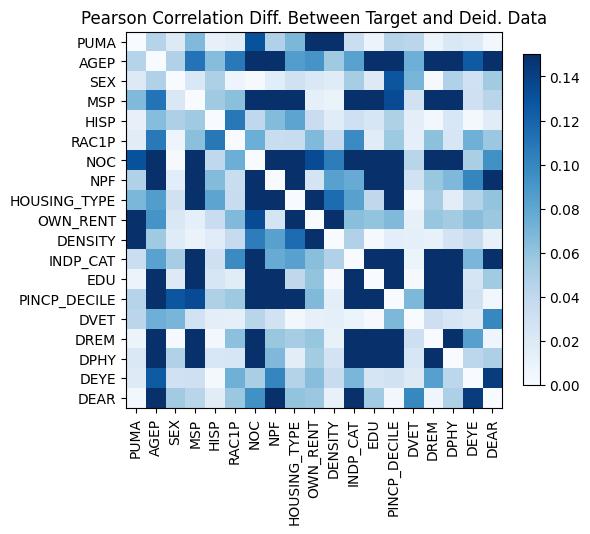 Pearson Correlation Diff. Between Target and Deid. Data
PUMA
AGEP
SEX
MSP
HISP
RAC1P
NOC
NPF
HOUSING_TYPE
OWN_RENT
DENSITY
INDP_CAT
EDU
PINCP_DECILE
DVET
DREM
DPHY
DEYE
DEAR
PUMA
AGEP
SEX
MSP
HISP
RAC1P
NOC
NPF
HOUSING_TYPE
OWN_RENT
DENSITY
INDP_CAT
EDU
PINCP_DECILE
DVET
DREM
DPHY
DEYE
DEAR
0.14
0.12
0.10
0.08
0.06
0.04
0.02
0.00